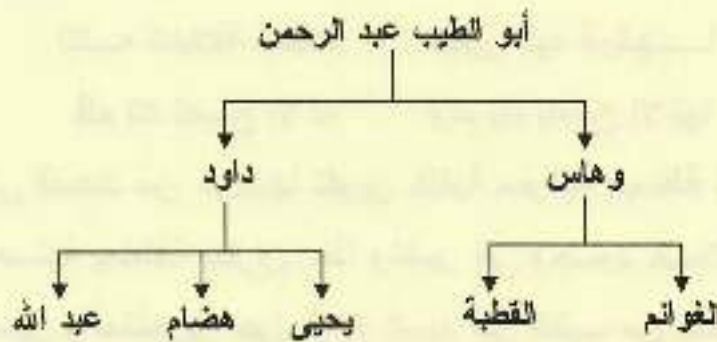 أبو الطيب عبد الرحمن
وهاس داود
الغوانم القطبة يحيى هضام عبد الله